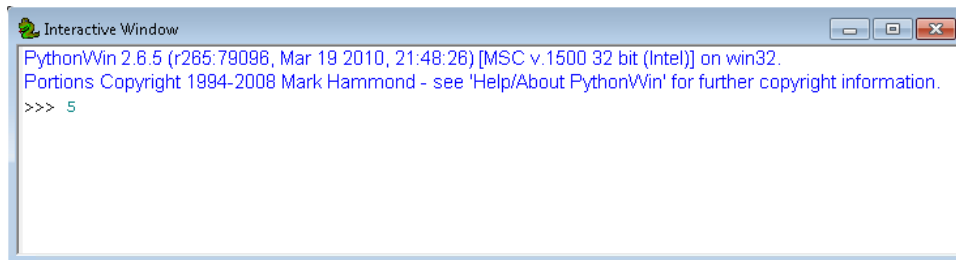 Interactive Window
PythonWin 2.6.5 (r265:79096, Mar 19 2010, 21:48:26) [MSC v.1500 32 bit (Intel)] on win32.
Portions Copyright 1994-2008 Mark Hammond - see 'Help/About PythonWin' for further copyright information.
>>> 5